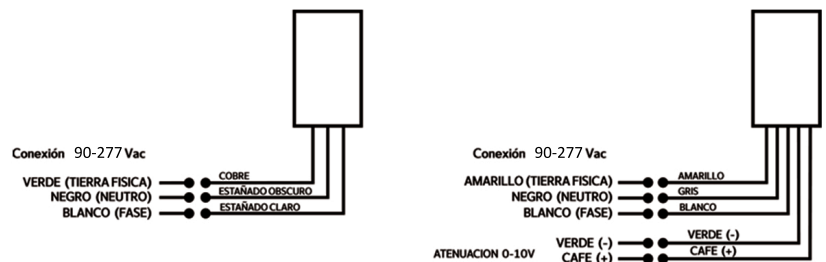 Conexión 90-277 Vac
VERDE (TIERRA FISICA) COBRE
NEGRO (NEUTRO) ESTAÑADO OBSCURO
BLANCO (FASE) ESTAÑADO CLARO
Conexión 90-277 Vac
AMARILLO (TIERRA FISICA) AMARILLO
NEGRO (NEUTRO) GRIS
BLANCO (FASE) BLANCO
ATENUACION 0-10V
VERDE (-) VERDE (-)
CAFE (+) CAFE (+)